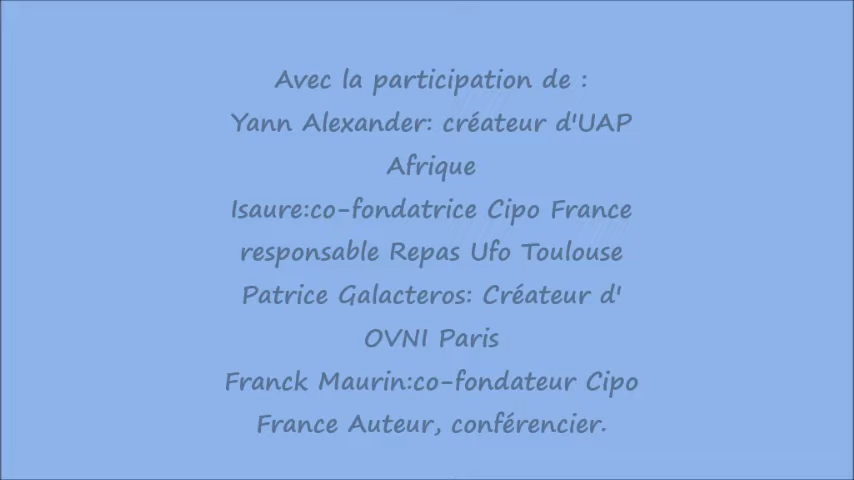 Avec la participation de :
Yann Alexander: créateur d'UAP
Afrique
Isaure:co-fondatrice Cipo France
responsable Repas Ufo Toulouse
Patrice Galacteros: Créateur d'
OVNI Paris
Franck Maurin:co-fondateur Cipo
France Auteur, conférencier.